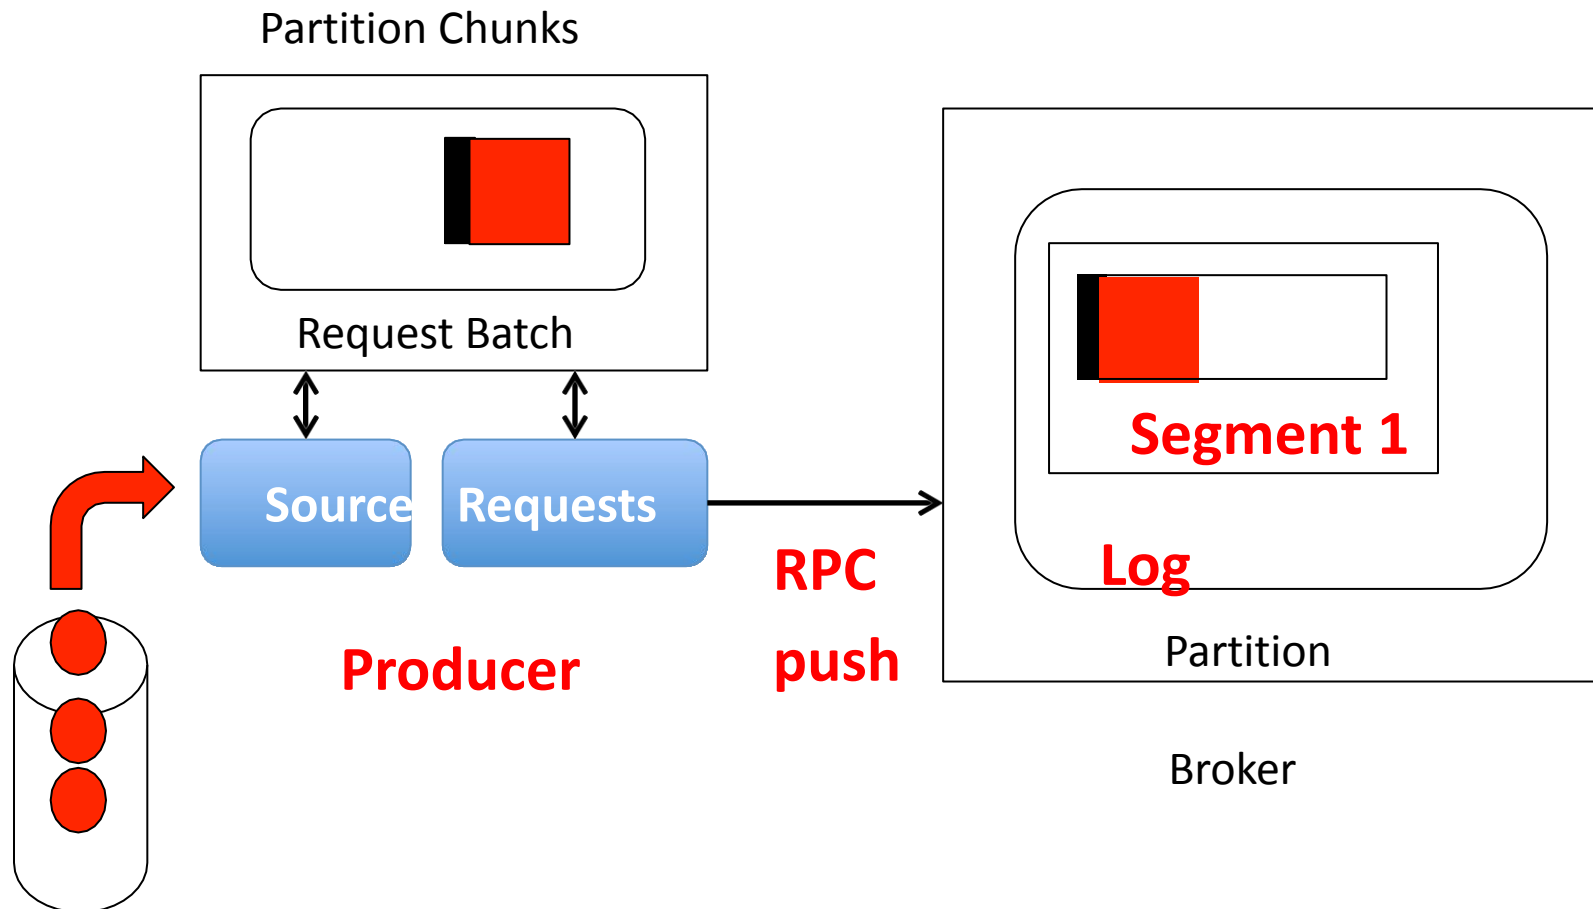 Partition Chunks
Request Batch
Source
Requests
Producer
RPC
push
Segment 1
Log
Partition
Broker